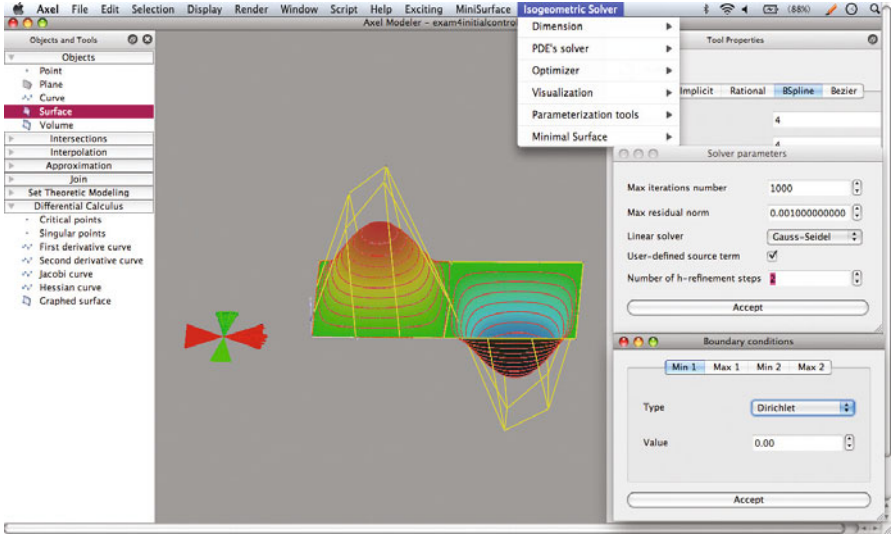 Axel File Edit Selection Display Render Window Script Help Exciting MiniSurface Isogeometric Solver (88%)
Axel Modeler - exam4initialcontrol
Dimension
PDE's solver
Optimizer
Visualization
Parameterization tools
Minimal Surface
Objects and Tools
Objects
Point
Plane
Curve
Surface
Volume
Intersections
Interpolation
Approximation
Join
Set Theoretic Modeling
Differential Calculus
Critical points
Singular points
First derivative curve
Second derivative curve
Jacobi curve
Hessian curve
Graphed surface
Tool Properties
Implicit Rational BSpline Bezier
4
4
Solver parameters
Max iterations number 1000
Max residual norm 0.001000000000
Linear solver Gauss-Seidel
User-defined source term
Number of h-refinement steps 2
Accept
Boundary conditions
Min 1 Max 1 Min 2 Max 2
Type Dirichlet
Value 0.00
Accept